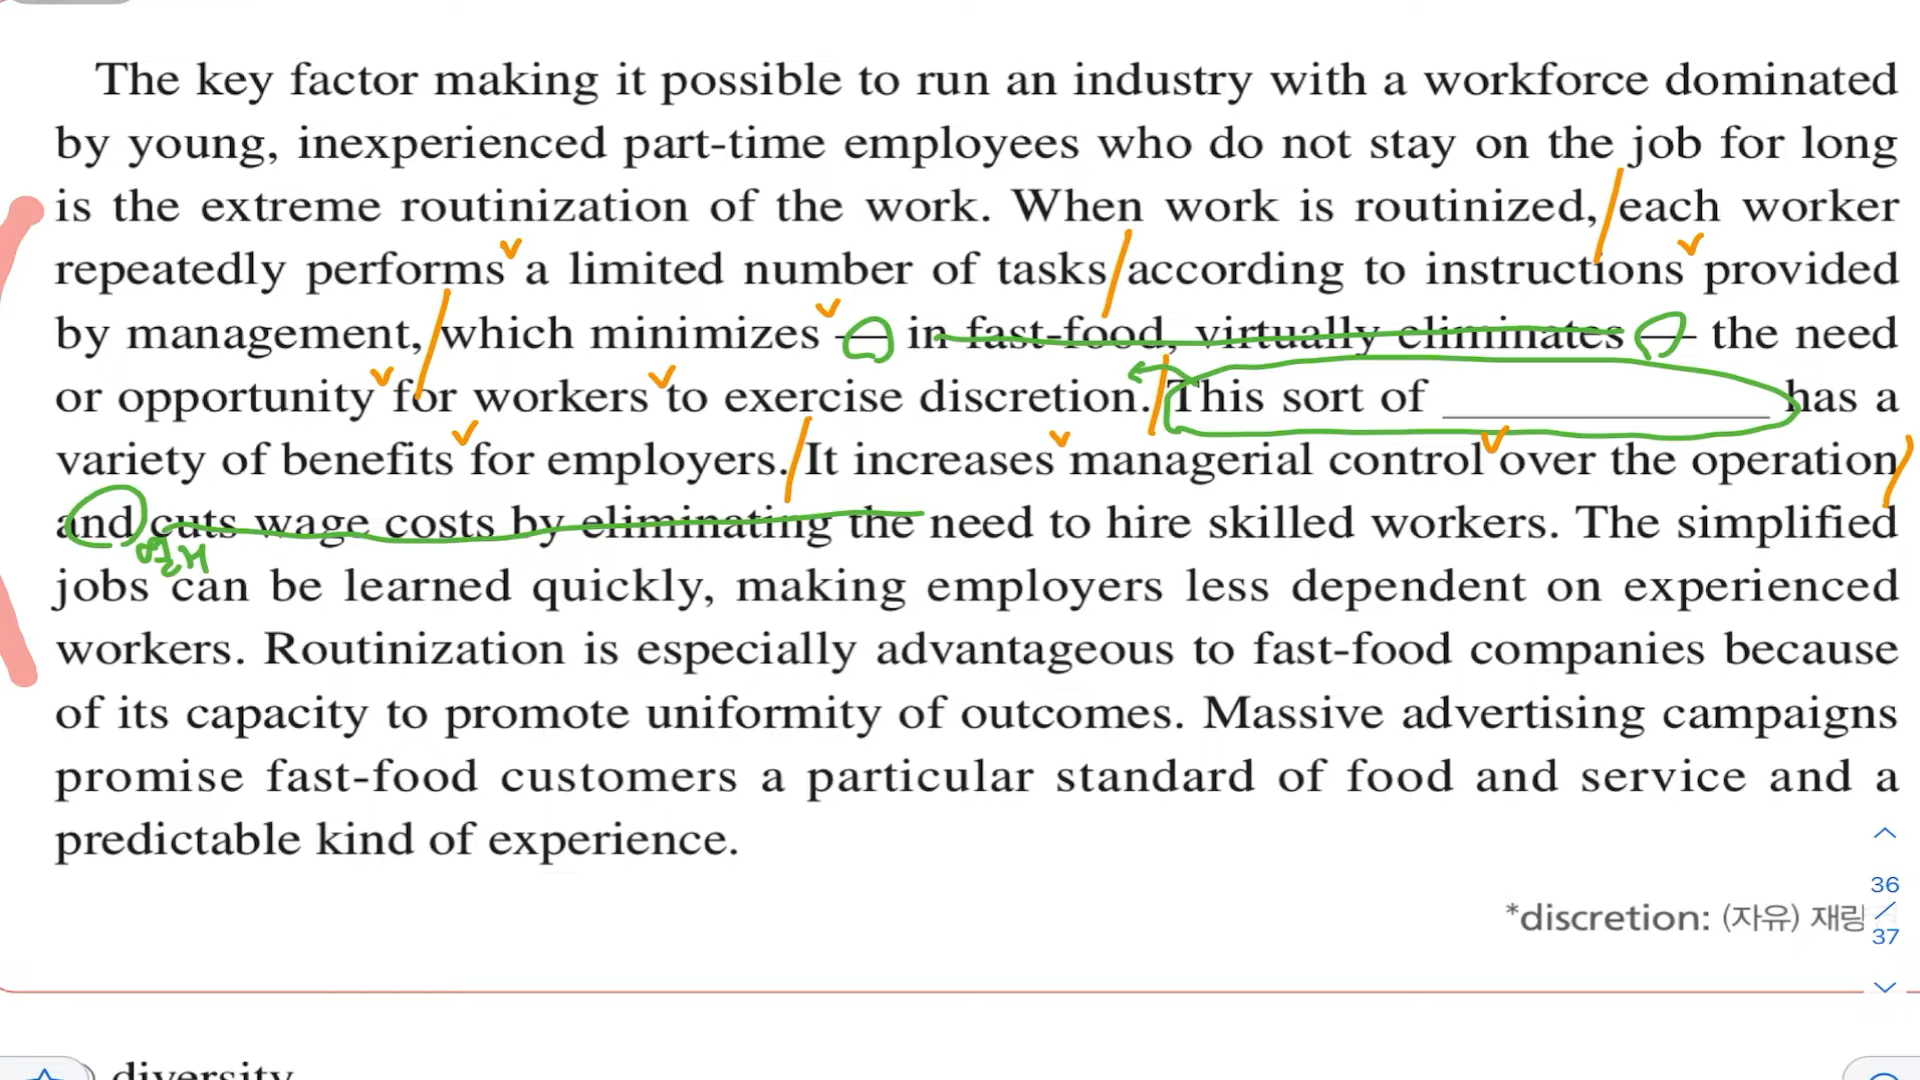 The key factor making it possible to run an industry with a workforce dominated
by young, inexperienced part-time employees who do not stay on the job for long
is the extreme routinization of the work. When work is routinized, each worker
repeatedly performs a limited number of tasks according to instructions provided
by management, which minimizes — in fast-food, virtually eliminates — the need
or opportunity for workers to exercise discretion. This sort of ____________ has a
variety of benefits for employers. It increases managerial control over the operation
and cuts wage costs by eliminating the need to hire skilled workers. The simplified
jobs can be learned quickly, making employers less dependent on experienced
workers. Routinization is especially advantageous to fast-food companies because
of its capacity to promote uniformity of outcomes. Massive advertising campaigns
promise fast-food customers a particular standard of food and service and a
predictable kind of experience.
36
/
37
*discretion: (자유) 재량
diversity